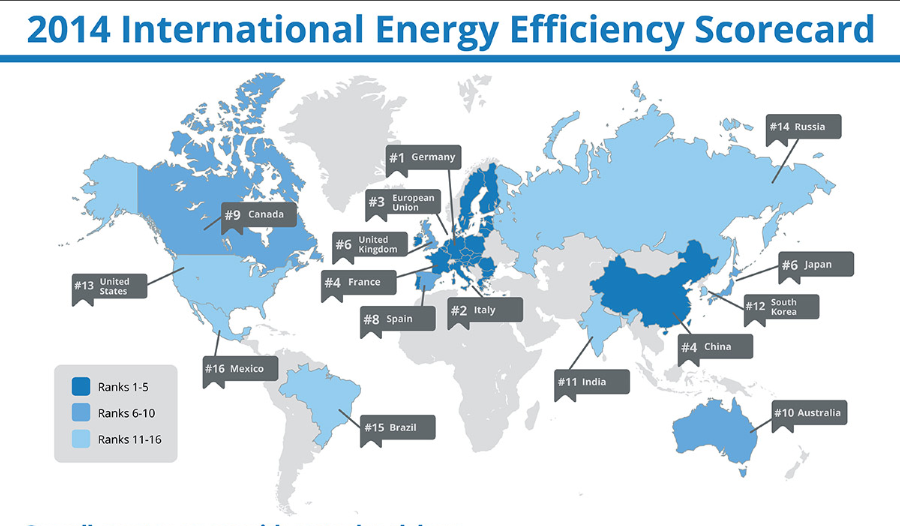 2014 International Energy Efficiency Scorecard
#14 Russia
#1 Germany
#3 European
Union
#9 Canada
#6 United
Kingdom
#6 Japan
#13 United
States
#4 France
#12 South
Korea
#8 Spain
#2 Italy
#4 China
#16 Mexico
#11 India
Ranks 1-5
Ranks 6-10
Ranks 11-16
#10 Australia
#15 Brazil